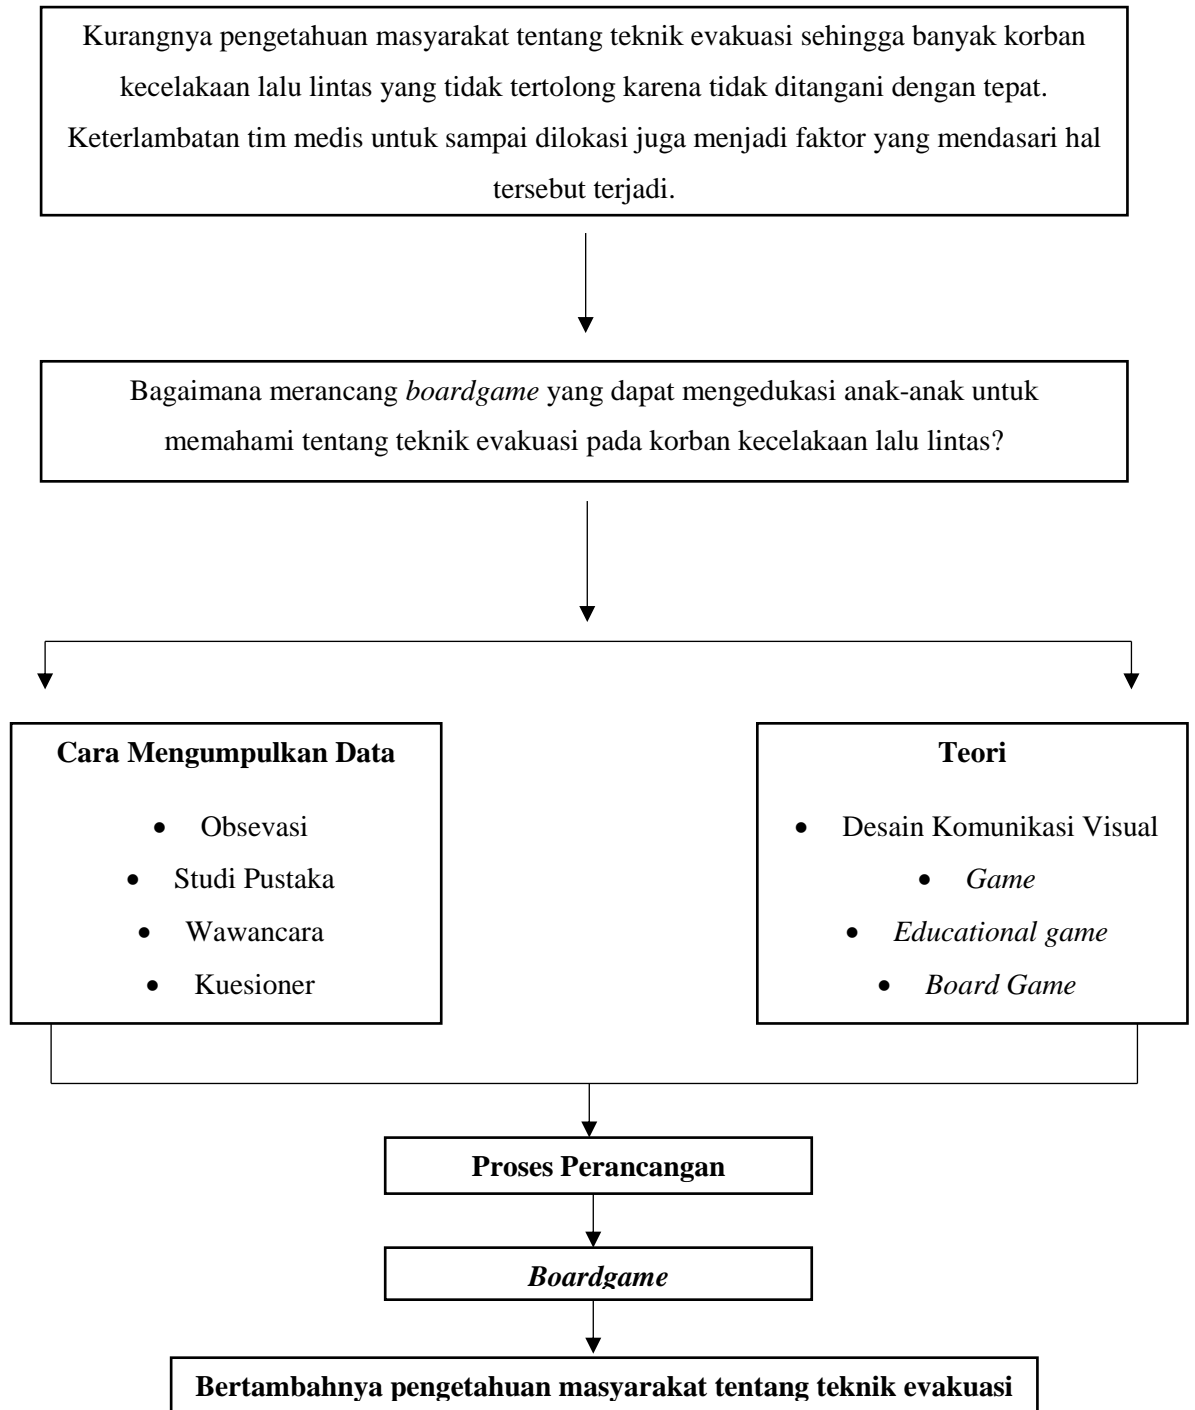 Kurangnya pengetahuan masyarakat tentang teknik evakuasi sehingga banyak korban
kecelakaan lalu lintas yang tidak tertolong karena tidak ditangani dengan tepat.
Keterlambatan tim medis untuk sampai dilokasi juga menjadi faktor yang mendasari hal
tersebut terjadi.
Bagaimana merancang boardgame yang dapat mengedukasi anak-anak untuk
memahami tentang teknik evakuasi pada korban kecelakaan lalu lintas?
Cara Mengumpulkan Data
• Obsevasi
• Studi Pustaka
• Wawancara
• Kuesioner
Teori
• Desain Komunikasi Visual
• Game
• Educational game
• Board Game
Proses Perancangan
Boardgame
Bertambahnya pengetahuan masyarakat tentang teknik evakuasi